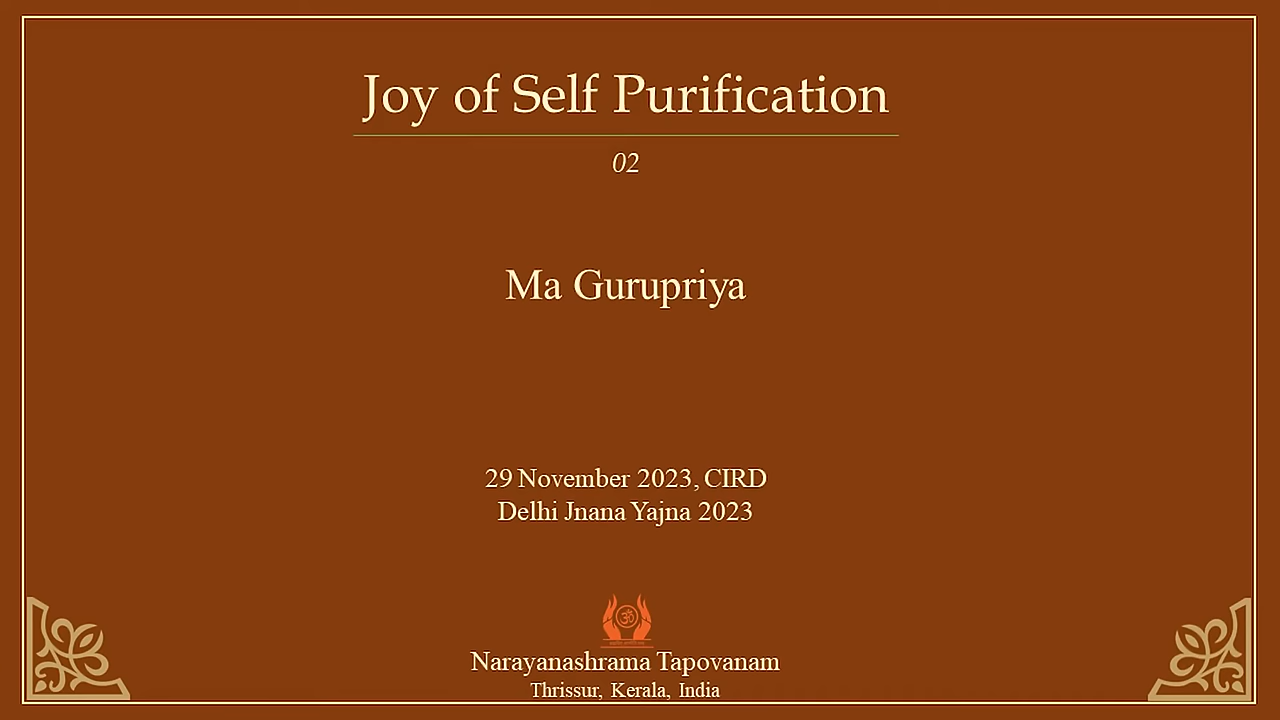 Joy of Self Purification
02
Ma Gurupriya
29 November 2023, CIRD
Delhi Jnana Yajna 2023
ॐ
Narayanashrama Tapovanam
Thrissur, Kerala, India